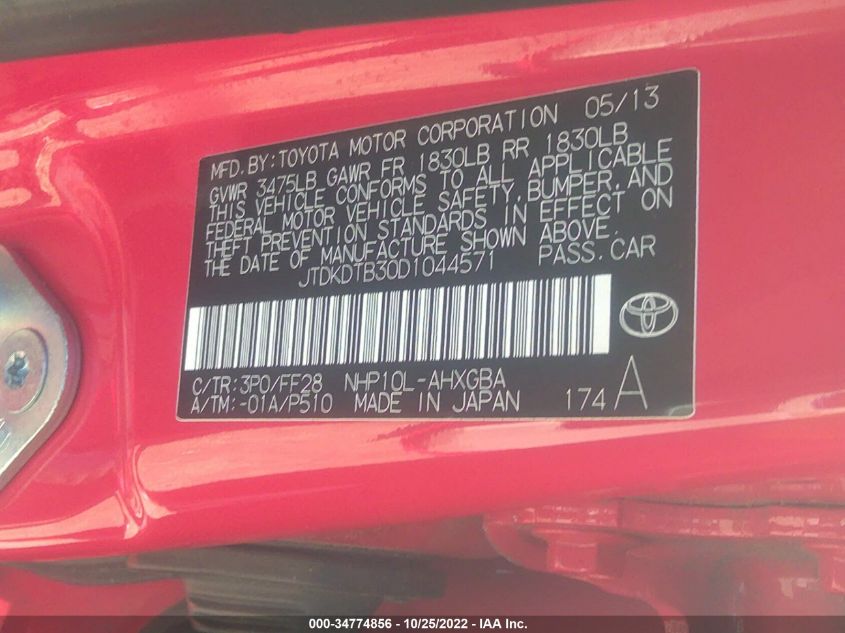 MFD. BY: TOYOTA MOTOR CORPORATION 05/13
GVWR 3475LB GAWR FR 1830LB RR 1830LB
THIS VEHICLE CONFORMS TO ALL APPLICABLE
FEDERAL MOTOR VEHICLE SAFETY, BUMPER, AND
THEFT PREVENTION STANDARDS IN EFFECT ON
THE DATE OF MANUFACTURE SHOWN ABOVE.
JTDKDTB30D1044571 PASS. CAR
C/TR: 3P0/FF28 NHP10L-AHXGBA
A/TM: -01A/P510 MADE IN JAPAN 174 A
000-34774856 - 10/25/2022 - IAA Inc.